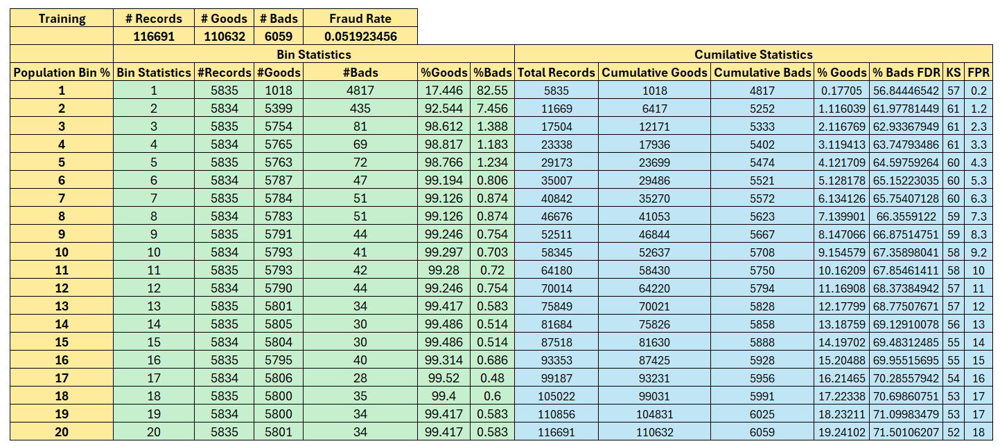 Training # Records # Goods # Bads Fraud Rate
116691 110632 6059 0.051923456
Bin Statistics Cumilative Statistics
Population Bin % Bin Statistics #Records #Goods #Bads %Goods %Bads Total Records Cumulative Goods Cumulative Bads % Goods % Bads FDR KS FPR
1 1 5835 1018 4817 17.446 82.55 5835 1018 4817 0.17705 56.84446542 57 0.2
2 2 5834 5399 435 92.544 7.456 11669 6417 5252 1.116039 61.97781449 61 1.2
3 3 5835 5754 81 98.612 1.388 17504 12171 5333 2.116769 62.93367949 61 2.3
4 4 5834 5765 69 98.817 1.183 23338 17936 5402 3.119413 63.74793486 61 3.3
5 5 5835 5763 72 98.766 1.234 29173 23699 5474 4.121709 64.59759264 60 4.3
6 6 5834 5787 47 99.194 0.806 35007 29486 5521 5.128178 65.15223035 60 5.3
7 7 5835 5784 51 99.126 0.874 40842 35270 5572 6.134126 65.75407128 60 6.3
8 8 5834 5783 51 99.126 0.874 46676 41053 5623 7.139901 66.3559122 59 7.3
9 9 5835 5791 44 99.246 0.754 52511 46844 5667 8.147066 66.87514751 59 8.3
10 10 5834 5793 41 99.297 0.703 58345 52637 5708 9.154579 67.35898041 58 9.2
11 11 5835 5793 42 99.28 0.72 64180 58430 5750 10.16209 67.85461411 58 10
12 12 5834 5790 44 99.246 0.754 70014 64220 5794 11.16908 68.37384942 57 11
13 13 5835 5801 34 99.417 0.583 75849 70021 5828 12.17799 68.77507671 57 12
14 14 5835 5805 30 99.486 0.514 81684 75826 5858 13.18759 69.12910078 56 13
15 15 5834 5804 30 99.486 0.514 87518 81630 5888 14.19702 69.48312485 55 14
16 16 5835 5795 40 99.314 0.686 93353 87425 5928 15.20488 69.95515695 55 15
17 17 5834 5806 28 99.52 0.48 99187 93231 5956 16.21465 70.28557942 54 16
18 18 5835 5800 35 99.4 0.6 105022 99031 5991 17.22338 70.69860751 53 17
19 19 5834 5800 34 99.417 0.583 110856 104831 6025 18.23211 71.09983479 53 17
20 20 5835 5801 34 99.417 0.583 116691 110632 6059 19.24102 71.50106207 52 18